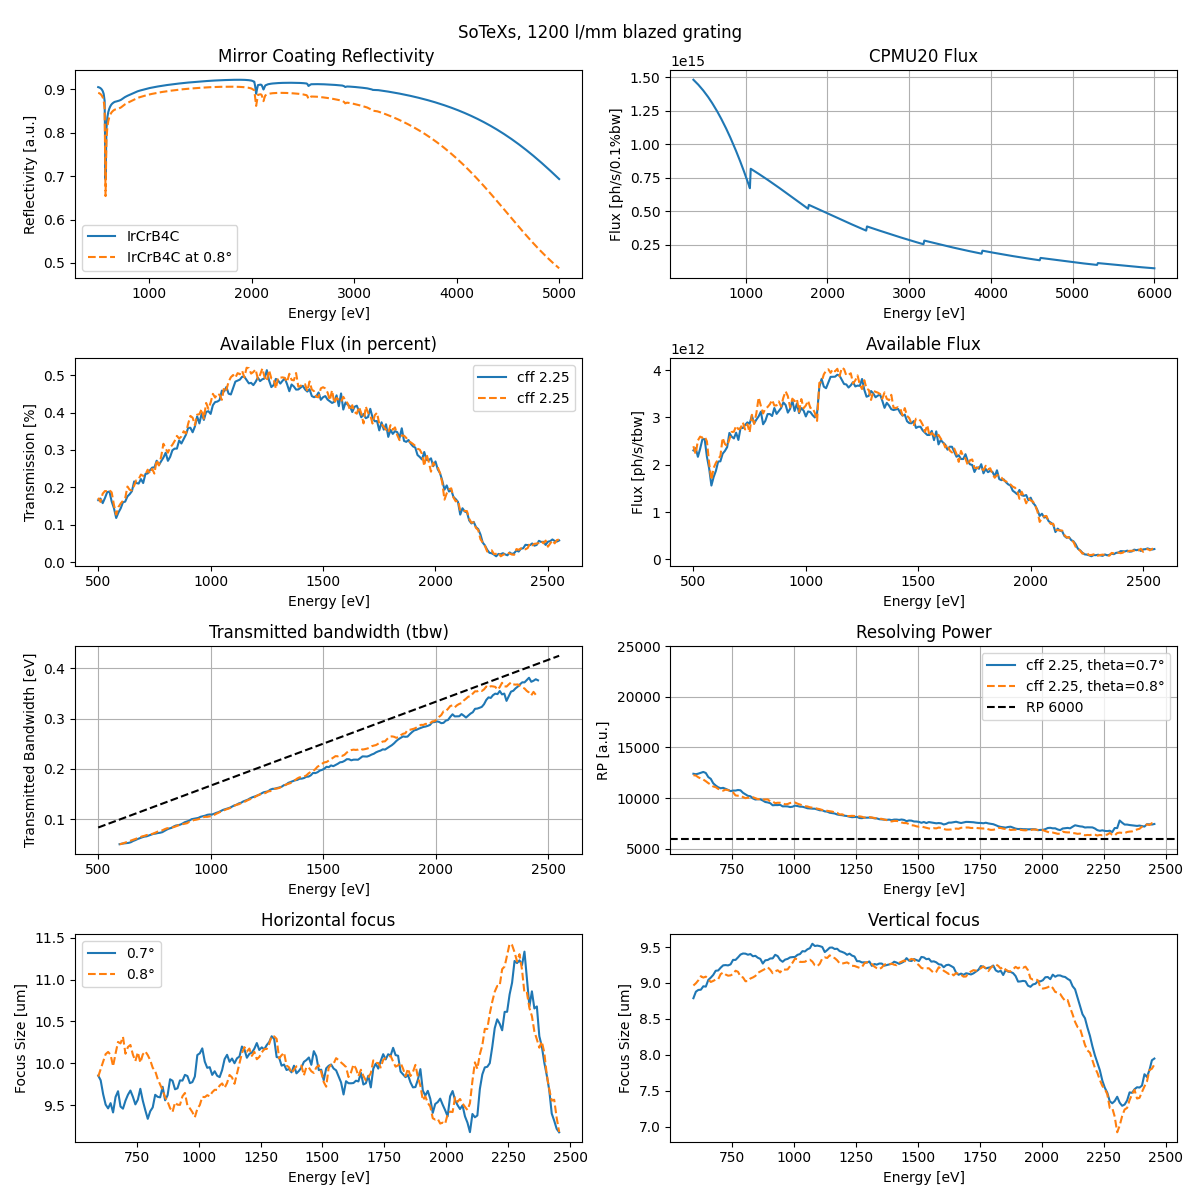 SoTeXs, 1200 l/mm blazed grating
Mirror Coating Reflectivity
Reflectivity [a.u.]
0.9
0.8
0.7
0.6
0.5
IrCrB4C
IrCrB4C at 0.8°
1000
2000
3000
4000
5000
Energy [eV]
CPMU20 Flux
1e15
Flux [ph/s/0.1%bw]
1.50
1.25
1.00
0.75
0.50
0.25
1000
2000
3000
4000
5000
6000
Energy [eV]
Available Flux (in percent)
Transmission [%]
0.5
0.4
0.3
0.2
0.1
0.0
cff 2.25
cff 2.25
500
1000
1500
2000
2500
Energy [eV]
Available Flux
1e12
Flux [ph/s/tbw]
4
3
2
1
0
500
1000
1500
2000
2500
Energy [eV]
Transmitted bandwidth (tbw)
Transmitted Bandwidth [eV]
0.4
0.3
0.2
0.1
500
1000
1500
2000
2500
Energy [eV]
Resolving Power
RP [a.u.]
25000
20000
15000
10000
5000
cff 2.25, theta=0.7°
cff 2.25, theta=0.8°
RP 6000
750
1000
1250
1500
1750
2000
2250
2500
Energy [eV]
Horizontal focus
Focus Size [um]
11.5
11.0
10.5
10.0
9.5
0.7°
0.8°
750
1000
1250
1500
1750
2000
2250
2500
Energy [eV]
Vertical focus
Focus Size [um]
9.5
9.0
8.5
8.0
7.5
7.0
750
1000
1250
1500
1750
2000
2250
2500
Energy [eV]